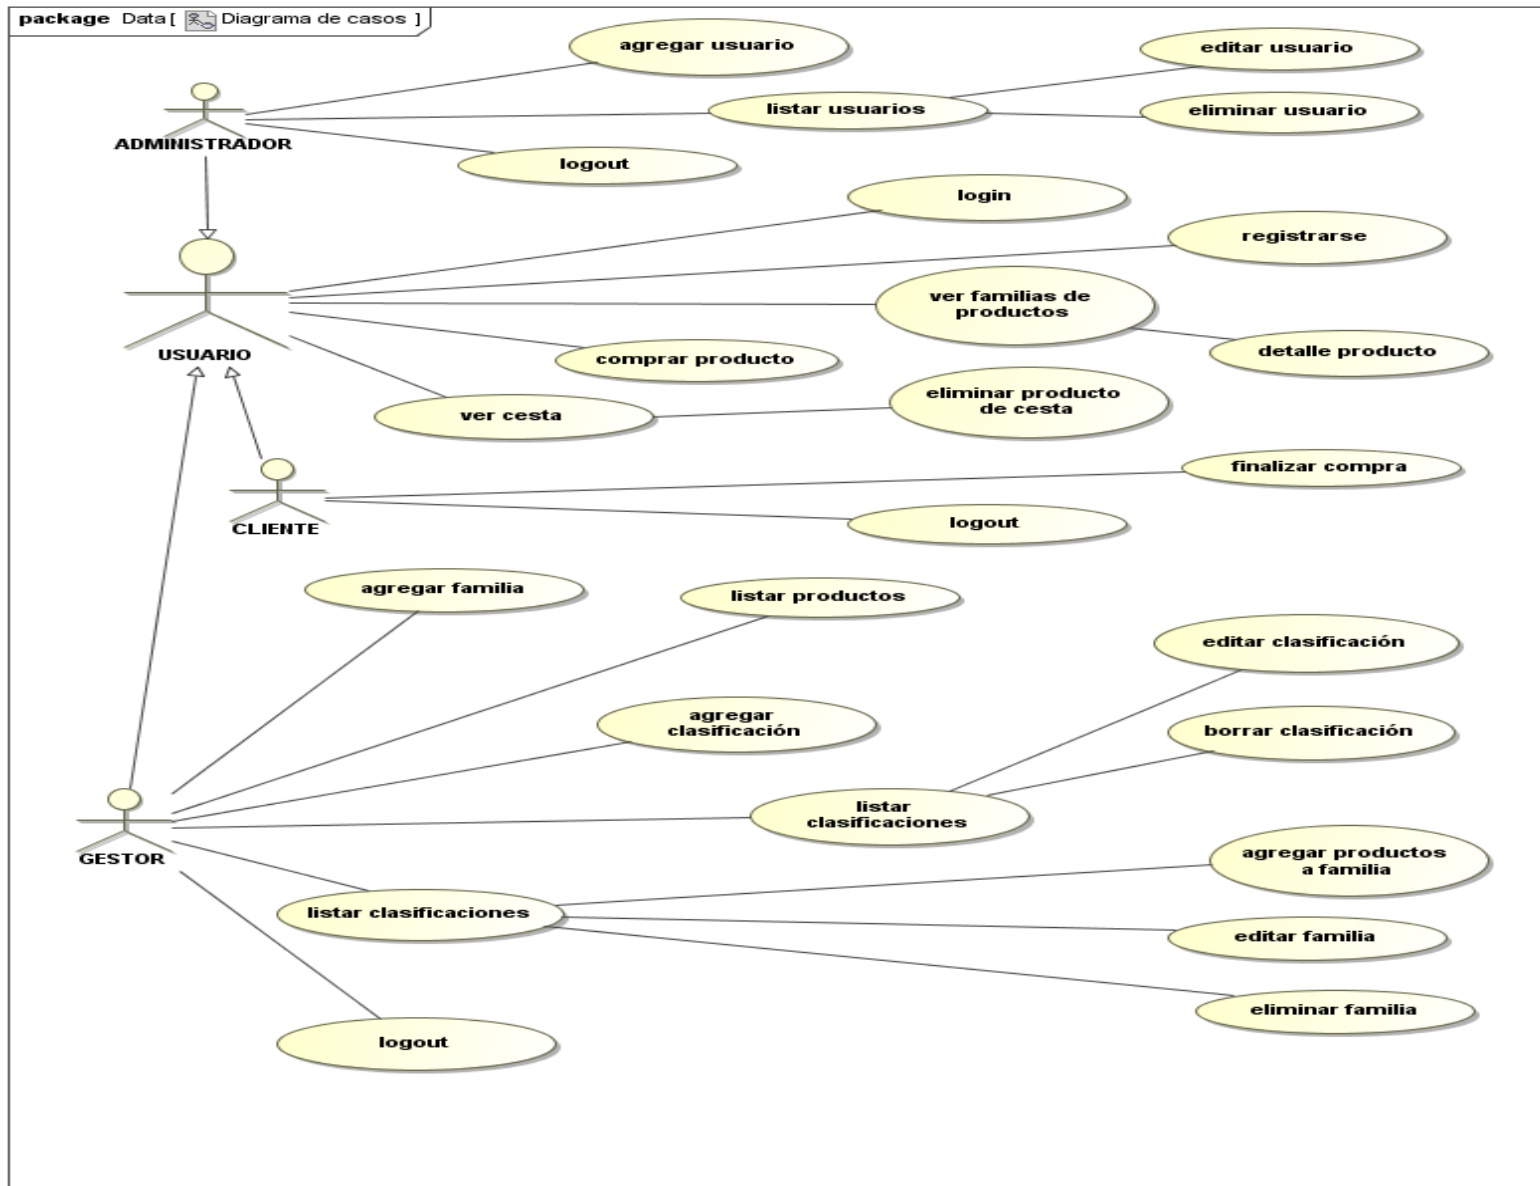 package Data [ Diagrama de casos ]
agregar usuario
editar usuario
listar usuarios
eliminar usuario
ADMINISTRADOR
logout
login
registrarse
ver familias de
productos
USUARIO
comprar producto
detalle producto
ver cesta
eliminar producto
de cesta
finalizar compra
CLIENTE
logout
agregar familia
listar productos
editar clasificación
agregar
clasificación
borrar clasificación
listar
clasificaciones
GESTOR
agregar productos
a familia
listar clasificaciones
editar familia
eliminar familia
logout